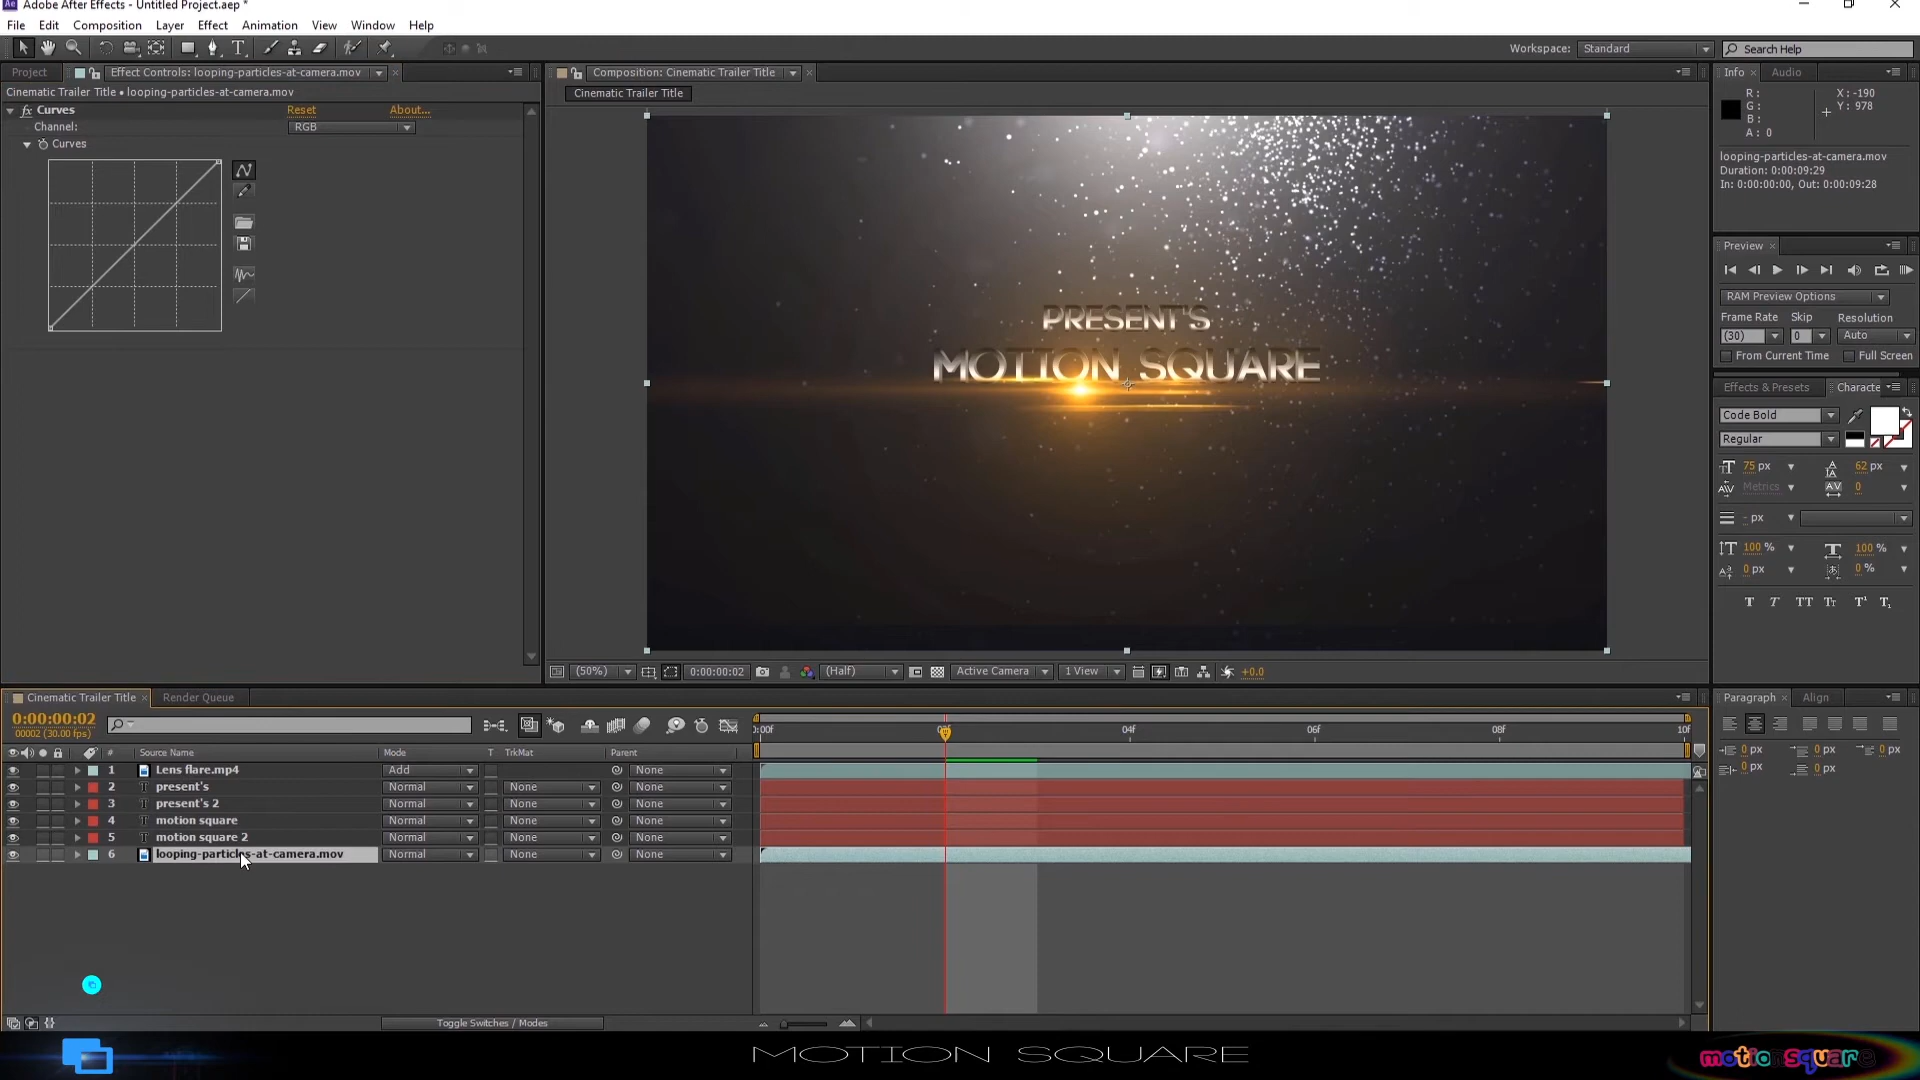 Ae Adobe After Effects - Untitled Project.aep *
File Edit Composition Layer Effect Animation View Window Help
Workspace: Standard Search Help
Project Effect Controls: looping-particles-at-camera.mov
Cinematic Trailer Title • looping-particles-at-camera.mov
fx Curves Reset About...
Channel: RGB
Curves
Composition: Cinematic Trailer Title
Cinematic Trailer Title
PRESENT'S
MOTION SQUARE
(50%) 0:00:00:02 (Half) Active Camera 1 View +0.0
Info Audio
R : X : -190
G : Y : 978
B :
A : 0
looping-particles-at-camera.mov
Duration: 0:00:09:29
In: 0:00:00:00, Out: 0:00:09:28
Preview
RAM Preview Options
Frame Rate Skip Resolution
(30) 0 Auto
From Current Time Full Screen
Effects & Presets Characte
Code Bold
Regular
75 px 62 px
Metrics 0
- px
100 % 100 %
0 px 0 %
T T TT Tr T¹ T₁
Cinematic Trailer Title Render Queue
0:00:00:02
00002 (30.00 fps)
# Source Name Mode T TrkMat Parent
1 Lens flare.mp4 Add None
2 present's Normal None None
3 present's 2 Normal None None
4 motion square Normal None None
5 motion square 2 Normal None None
6 looping-particles-at-camera.mov Normal None None
:00f 04f 06f 08f 10f
Toggle Switches / Modes
Paragraph Align
0 px 0 px 0 px
0 px 0 px
MOTION SQUARE
motionsquare